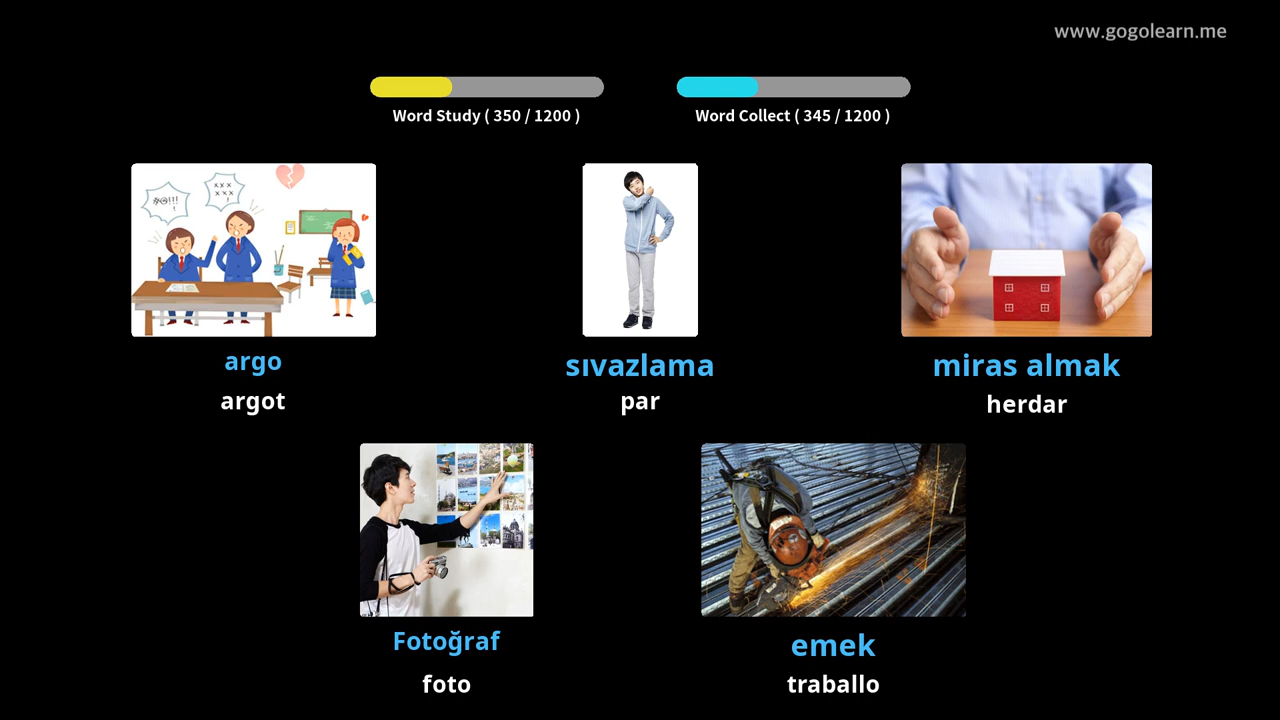 www.gogolearn.me
Word Study ( 350 / 1200 )
Word Collect ( 345 / 1200 )
argo
argot
sıvazlama
par
miras almak
herdar
Fotoğraf
foto
emek
traballo